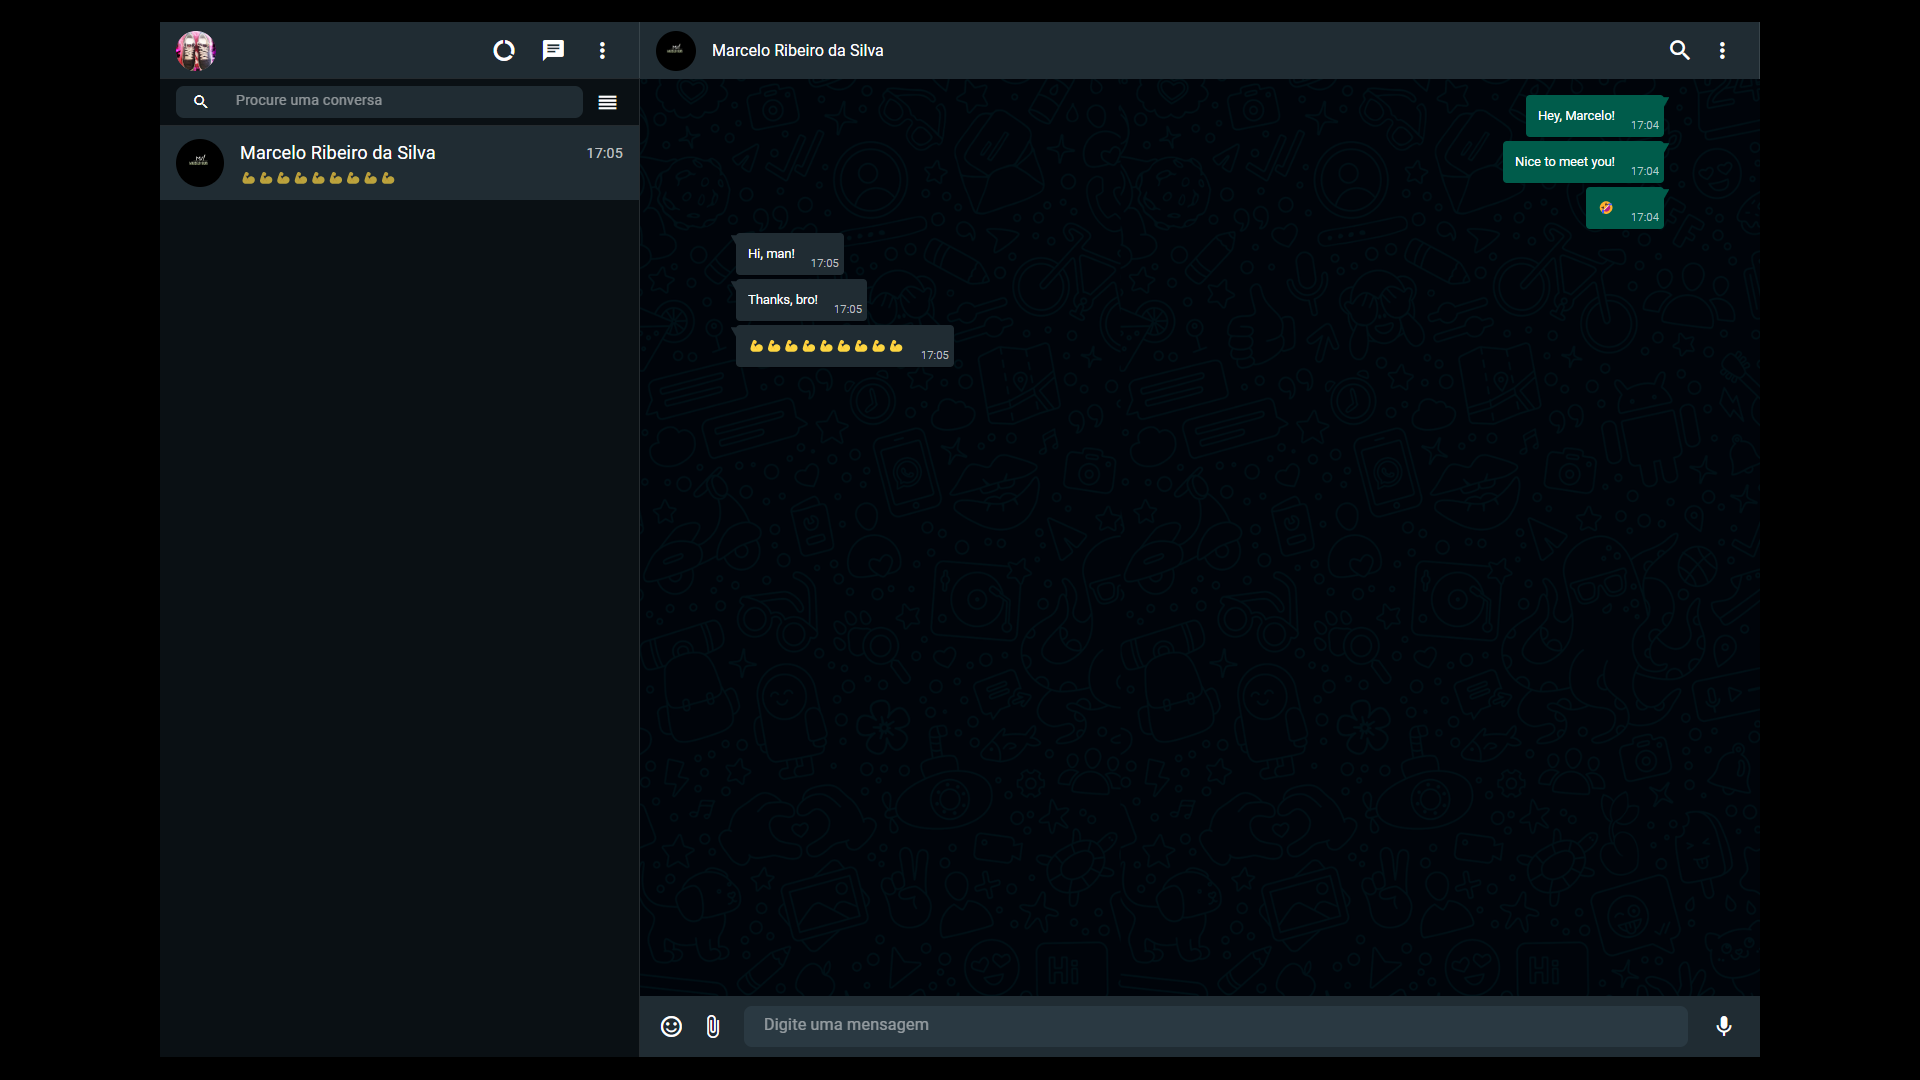 Marcelo Ribeiro da Silva
Procure uma conversa
Marcelo Ribeiro da Silva
17:05
💪💪💪💪💪💪💪💪💪
Hey, Marcelo!
17:04
Nice to meet you!
17:04
🤣
17:04
Hi, man!
17:05
Thanks, bro!
17:05
💪💪💪💪💪💪💪💪💪
17:05
Hi
Hi
Digite uma mensagem